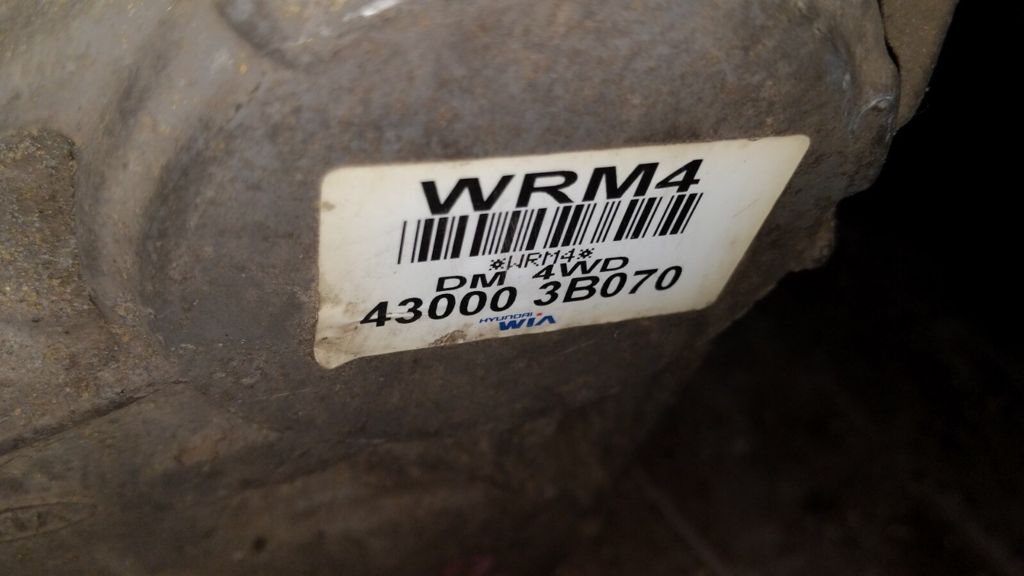 WRM4
*WRM4*
DM 4WD
43000 3B070
HYUNDAI
WIA